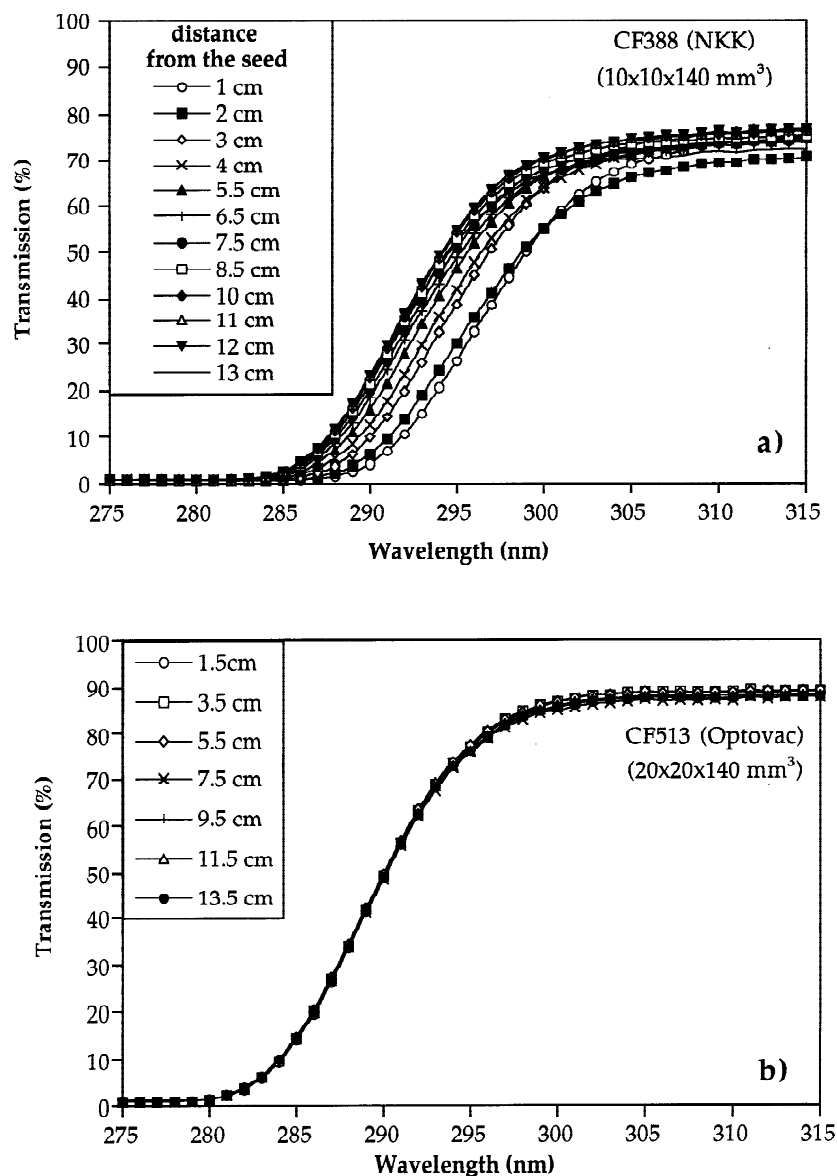 distance
from the seed
1 cm
2 cm
3 cm
4 cm
5.5 cm
6.5 cm
7.5 cm
8.5 cm
10 cm
11 cm
12 cm
13 cm
CF388 (NKK)
(10x10x140 mm³)
a)
Transmission (%)
100
90
80
70
60
50
40
30
20
10
0
275 280 285 290 295 300 305 310 315
Wavelength (nm)
1.5cm
3.5 cm
5.5 cm
7.5 cm
9.5 cm
11.5 cm
13.5 cm
CF513 (Optovac)
(20x20x140 mm³)
b)
Transmission (%)
100
90
80
70
60
50
40
30
20
10
0
275 280 285 290 295 300 305 310 315
Wavelength (nm)